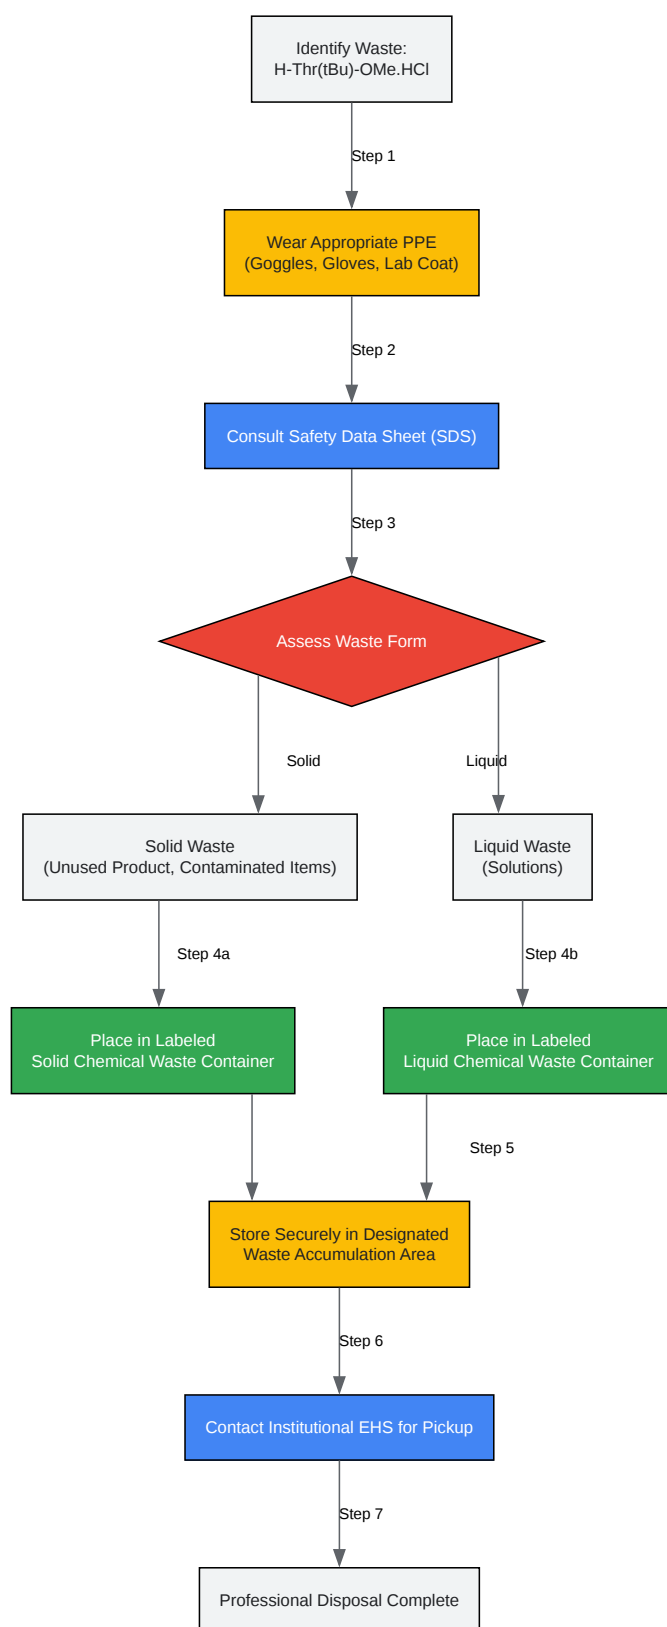 Identify Waste:
H-Thr(tBu)-OMe.HCl
Step 1
Wear Appropriate PPE
(Goggles, Gloves, Lab Coat)
Step 2
Consult Safety Data Sheet (SDS)
Step 3
Assess Waste Form
Solid
Liquid
Solid Waste
(Unused Product, Contaminated Items)
Liquid Waste
(Solutions)
Step 4a
Step 4b
Place in Labeled
Solid Chemical Waste Container
Place in Labeled
Liquid Chemical Waste Container
Step 5
Store Securely in Designated
Waste Accumulation Area
Step 6
Contact Institutional EHS for Pickup
Step 7
Professional Disposal Complete